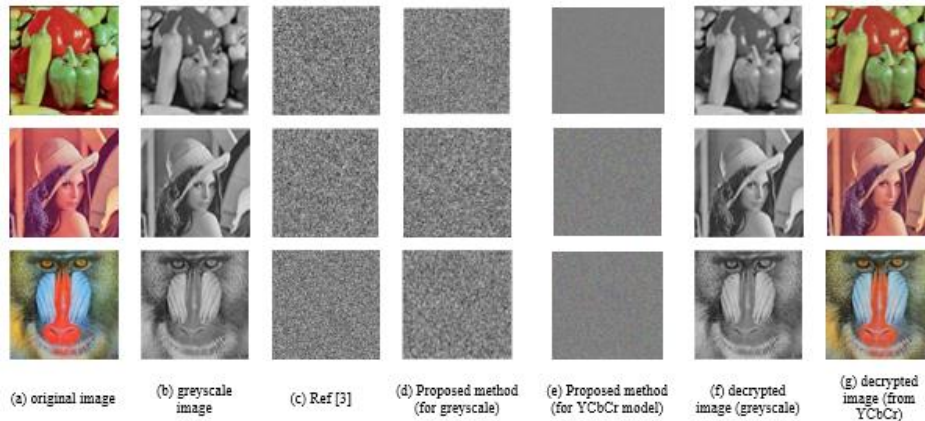 (a) original image
(b) greyscale
image
(c) Ref [3]
(d) Proposed method
(for greyscale)
(e) Proposed method
(for YCbCr model)
(f) decrypted
image (greyscale)
(g) decrypted
image (from
YCbCr)